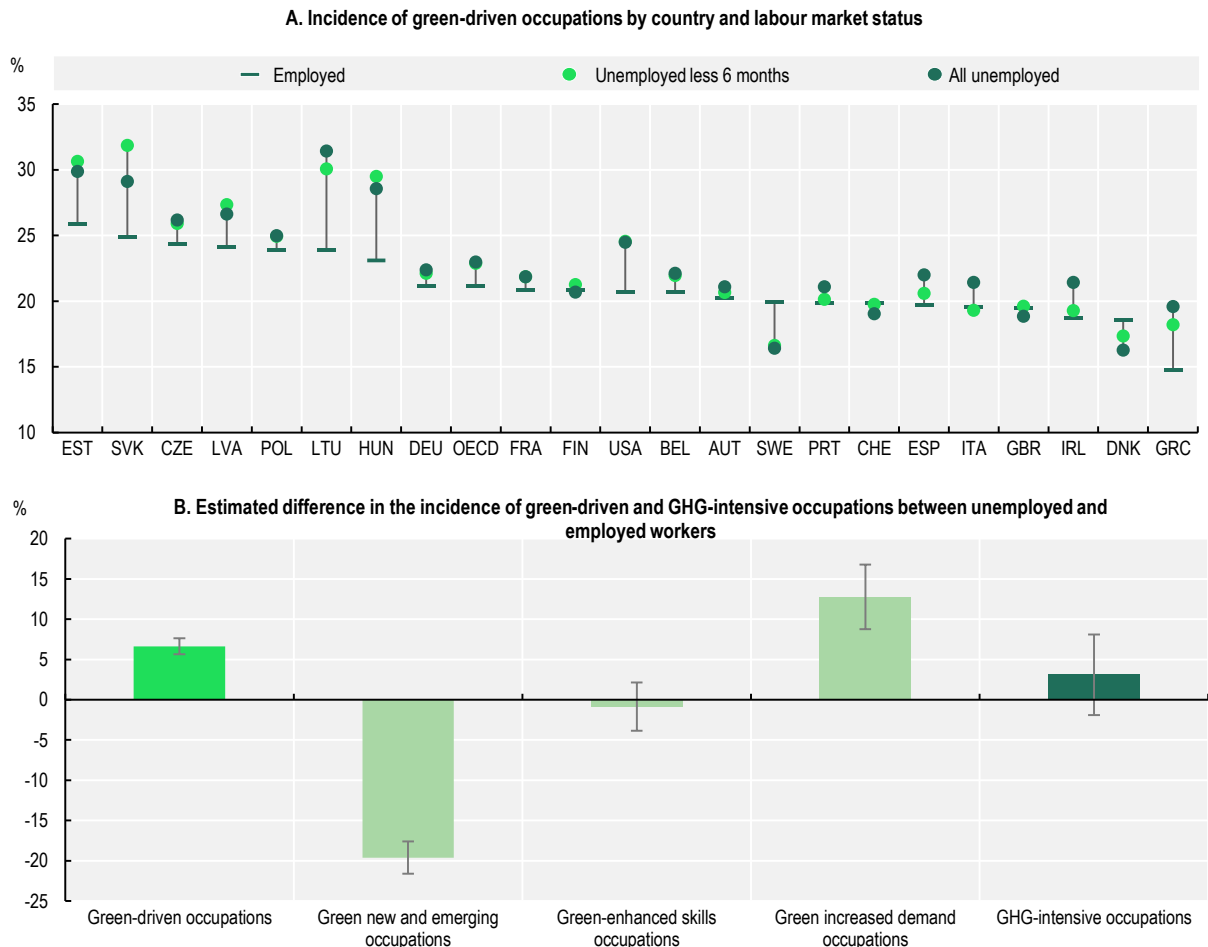 A. Incidence of green-driven occupations by country and labour market status
%
Employed Unemployed less 6 months All unemployed
35
30
25
20
15
10
EST SVK CZE LVA POL LTU HUN DEU OECD FRA FIN USA BEL AUT SWE PRT CHE ESP ITA GBR IRL DNK GRC
%
B. Estimated difference in the incidence of green-driven and GHG-intensive occupations between unemployed and
employed workers
20
15
10
5
0
-5
-10
-15
-20
-25
Green-driven occupations
Green new and emerging
occupations
Green-enhanced skills
occupations
Green increased demand
occupations
GHG-intensive occupations